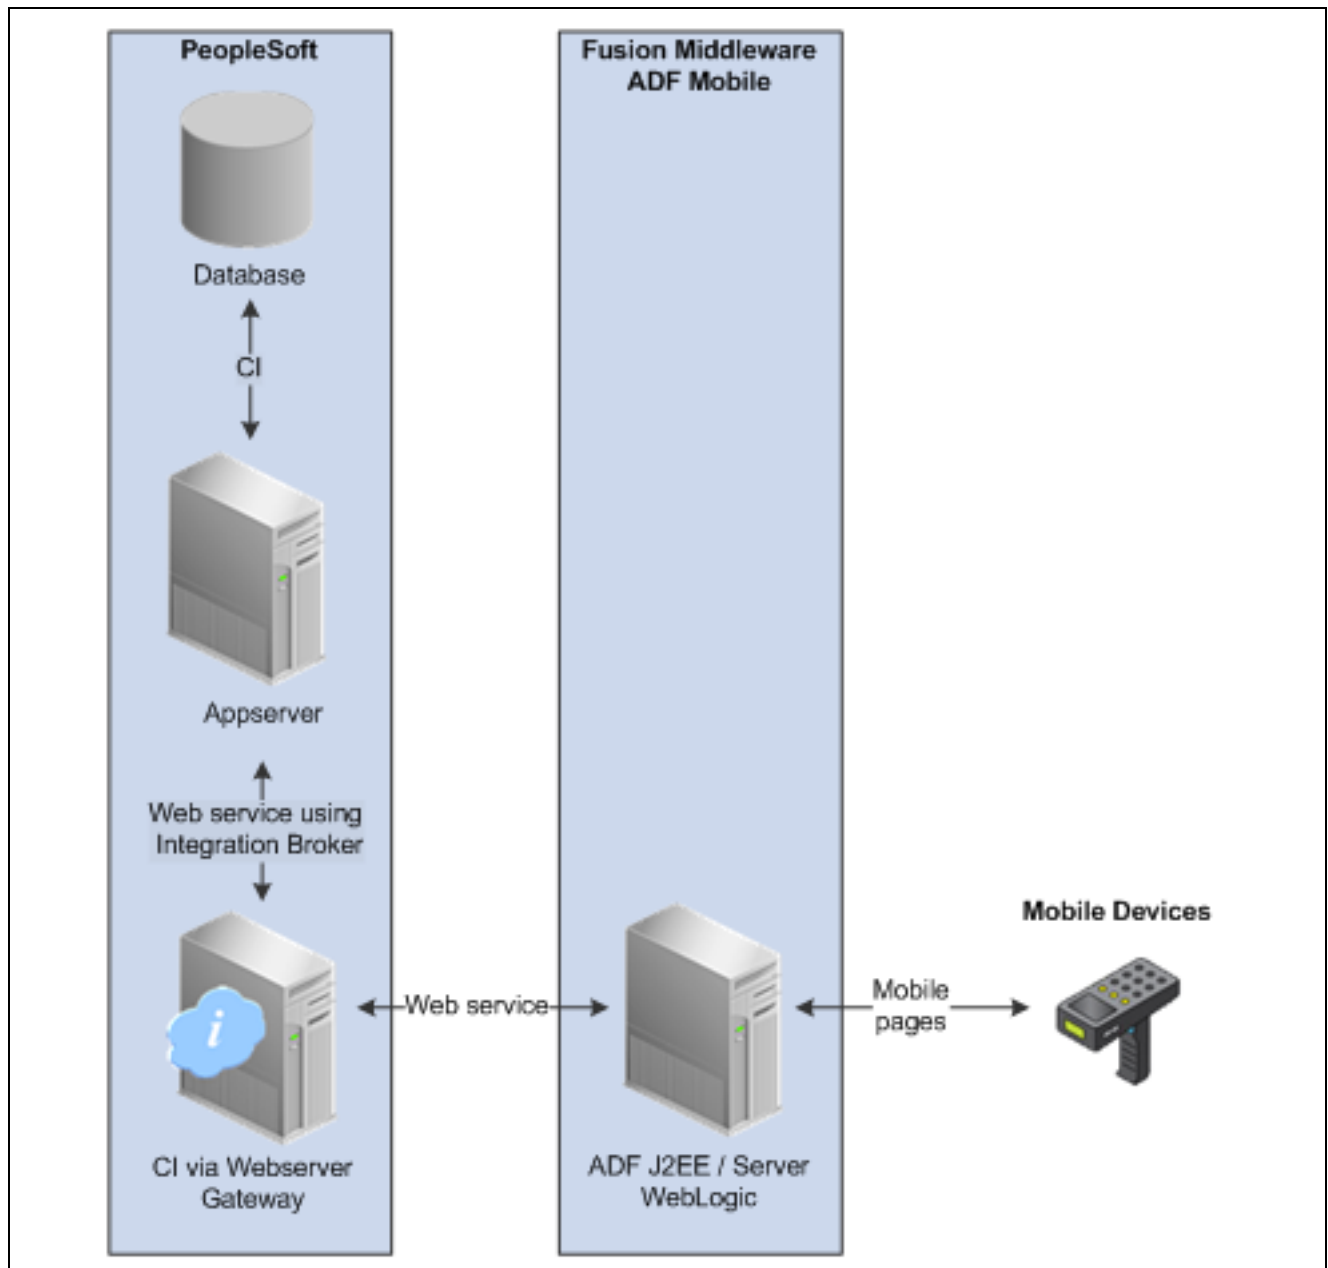 PeopleSoft
Database
CI
Appserver
Web service using
Integration Broker
i
CI via Webserver
Gateway
Web service
Fusion Middleware
ADF Mobile
ADF J2EE / Server
WebLogic
Mobile
pages
Mobile Devices